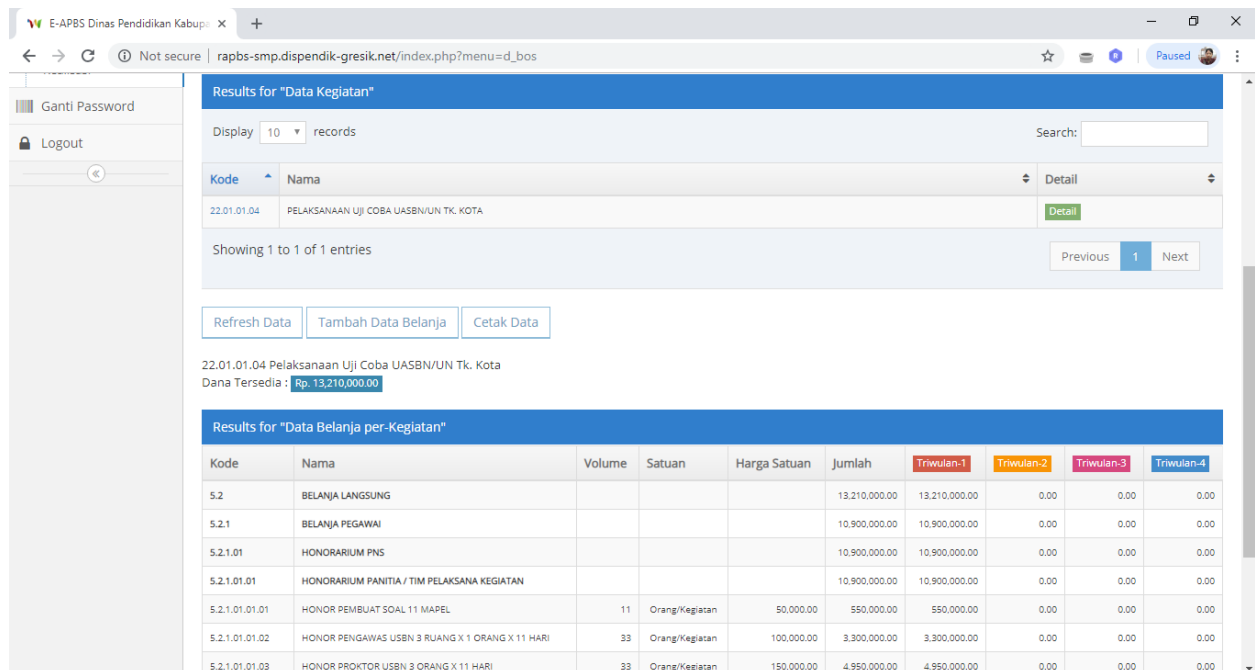 E-APBS Dinas Pendidikan Kabupa
Not secure | rapbs-smp.dispendik-gresik.net/index.php?menu=d_bos
Paused
Ganti Password
Logout
Results for "Data Kegiatan"
Display 10 records Search:
Kode Nama Detail
22.01.01.04 PELAKSANAAN UJI COBA UASBN/UN TK. KOTA Detail
Showing 1 to 1 of 1 entries
Previous 1 Next
Refresh Data Tambah Data Belanja Cetak Data
22.01.01.04 Pelaksanaan Uji Coba UASBN/UN Tk. Kota
Dana Tersedia : Rp. 13,210,000.00
Results for "Data Belanja per-Kegiatan"
Kode Nama Volume Satuan Harga Satuan Jumlah Triwulan-1 Triwulan-2 Triwulan-3 Triwulan-4
5.2 BELANJA LANGSUNG 13,210,000.00 13,210,000.00 0.00 0.00 0.00
5.2.1 BELANJA PEGAWAI 10,900,000.00 10,900,000.00 0.00 0.00 0.00
5.2.1.01 HONORARIUM PNS 10,900,000.00 10,900,000.00 0.00 0.00 0.00
5.2.1.01.01 HONORARIUM PANITIA / TIM PELAKSANA KEGIATAN 10,900,000.00 10,900,000.00 0.00 0.00 0.00
5.2.1.01.01.01 HONOR PEMBUAT SOAL 11 MAPEL 11 Orang/Kegiatan 50,000.00 550,000.00 550,000.00 0.00 0.00 0.00
5.2.1.01.01.02 HONOR PENGAWAS USBN 3 RUANG X 1 ORANG X 11 HARI 33 Orang/Kegiatan 100,000.00 3,300,000.00 3,300,000.00 0.00 0.00 0.00
5.2.1.01.01.03 HONOR PROKTOR USBN 3 ORANG X 11 HARI 33 Orang/Kegiatan 150,000.00 4,950,000.00 4,950,000.00 0.00 0.00 0.00